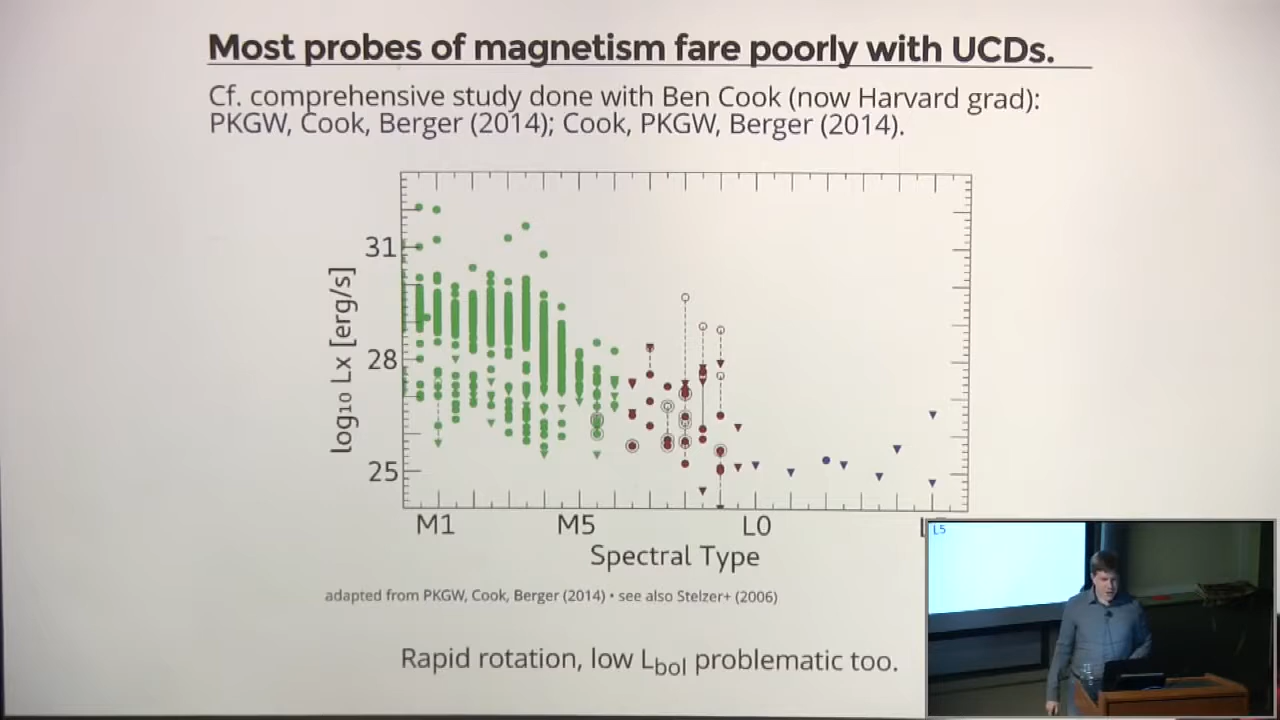 Most probes of magnetism fare poorly with UCDs.
Cf. comprehensive study done with Ben Cook (now Harvard grad):
PKGW, Cook, Berger (2014); Cook, PKGW, Berger (2014).
31
28
25
log₁₀ Lx [erg/s]
M1 M5 L0
L5
Spectral Type
adapted from PKGW, Cook, Berger (2014) • see also Stelzer+ (2006)
Rapid rotation, low Lbol problematic too.